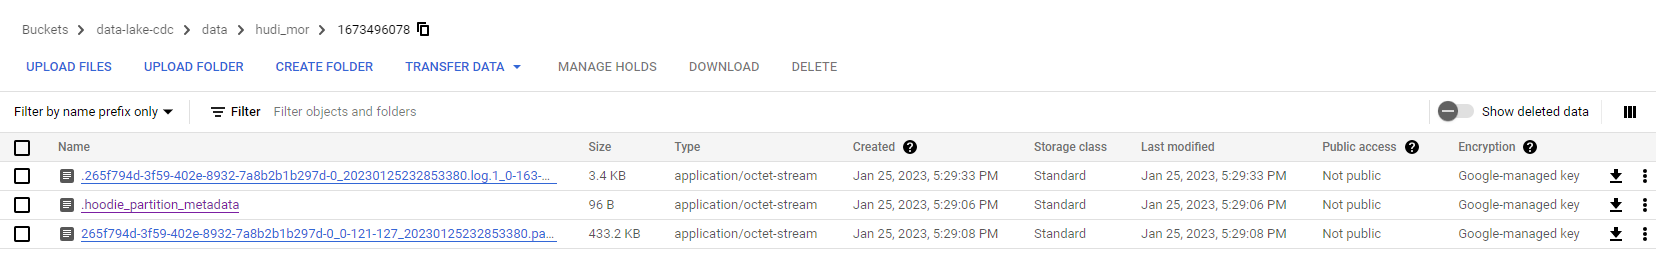 Buckets > data-lake-cdc > data > hudi_mor > 1673496078
UPLOAD FILES UPLOAD FOLDER CREATE FOLDER TRANSFER DATA MANAGE HOLDS DOWNLOAD DELETE
Filter by name prefix only Filter Filter objects and folders Show deleted data
Name Size Type Created Storage class Last modified Public access Encryption
.265f794d-3f59-402e-8932-7a8b2b1b297d-0_20230125232853380.log.1_0-163-... 3.4 KB application/octet-stream Jan 25, 2023, 5:29:33 PM Standard Jan 25, 2023, 5:29:33 PM Not public Google-managed key
.hoodie_partition_metadata 96 B application/octet-stream Jan 25, 2023, 5:29:06 PM Standard Jan 25, 2023, 5:29:06 PM Not public Google-managed key
265f794d-3f59-402e-8932-7a8b2b1b297d-0_0-121-127_20230125232853380.pa... 433.2 KB application/octet-stream Jan 25, 2023, 5:29:08 PM Standard Jan 25, 2023, 5:29:08 PM Not public Google-managed key